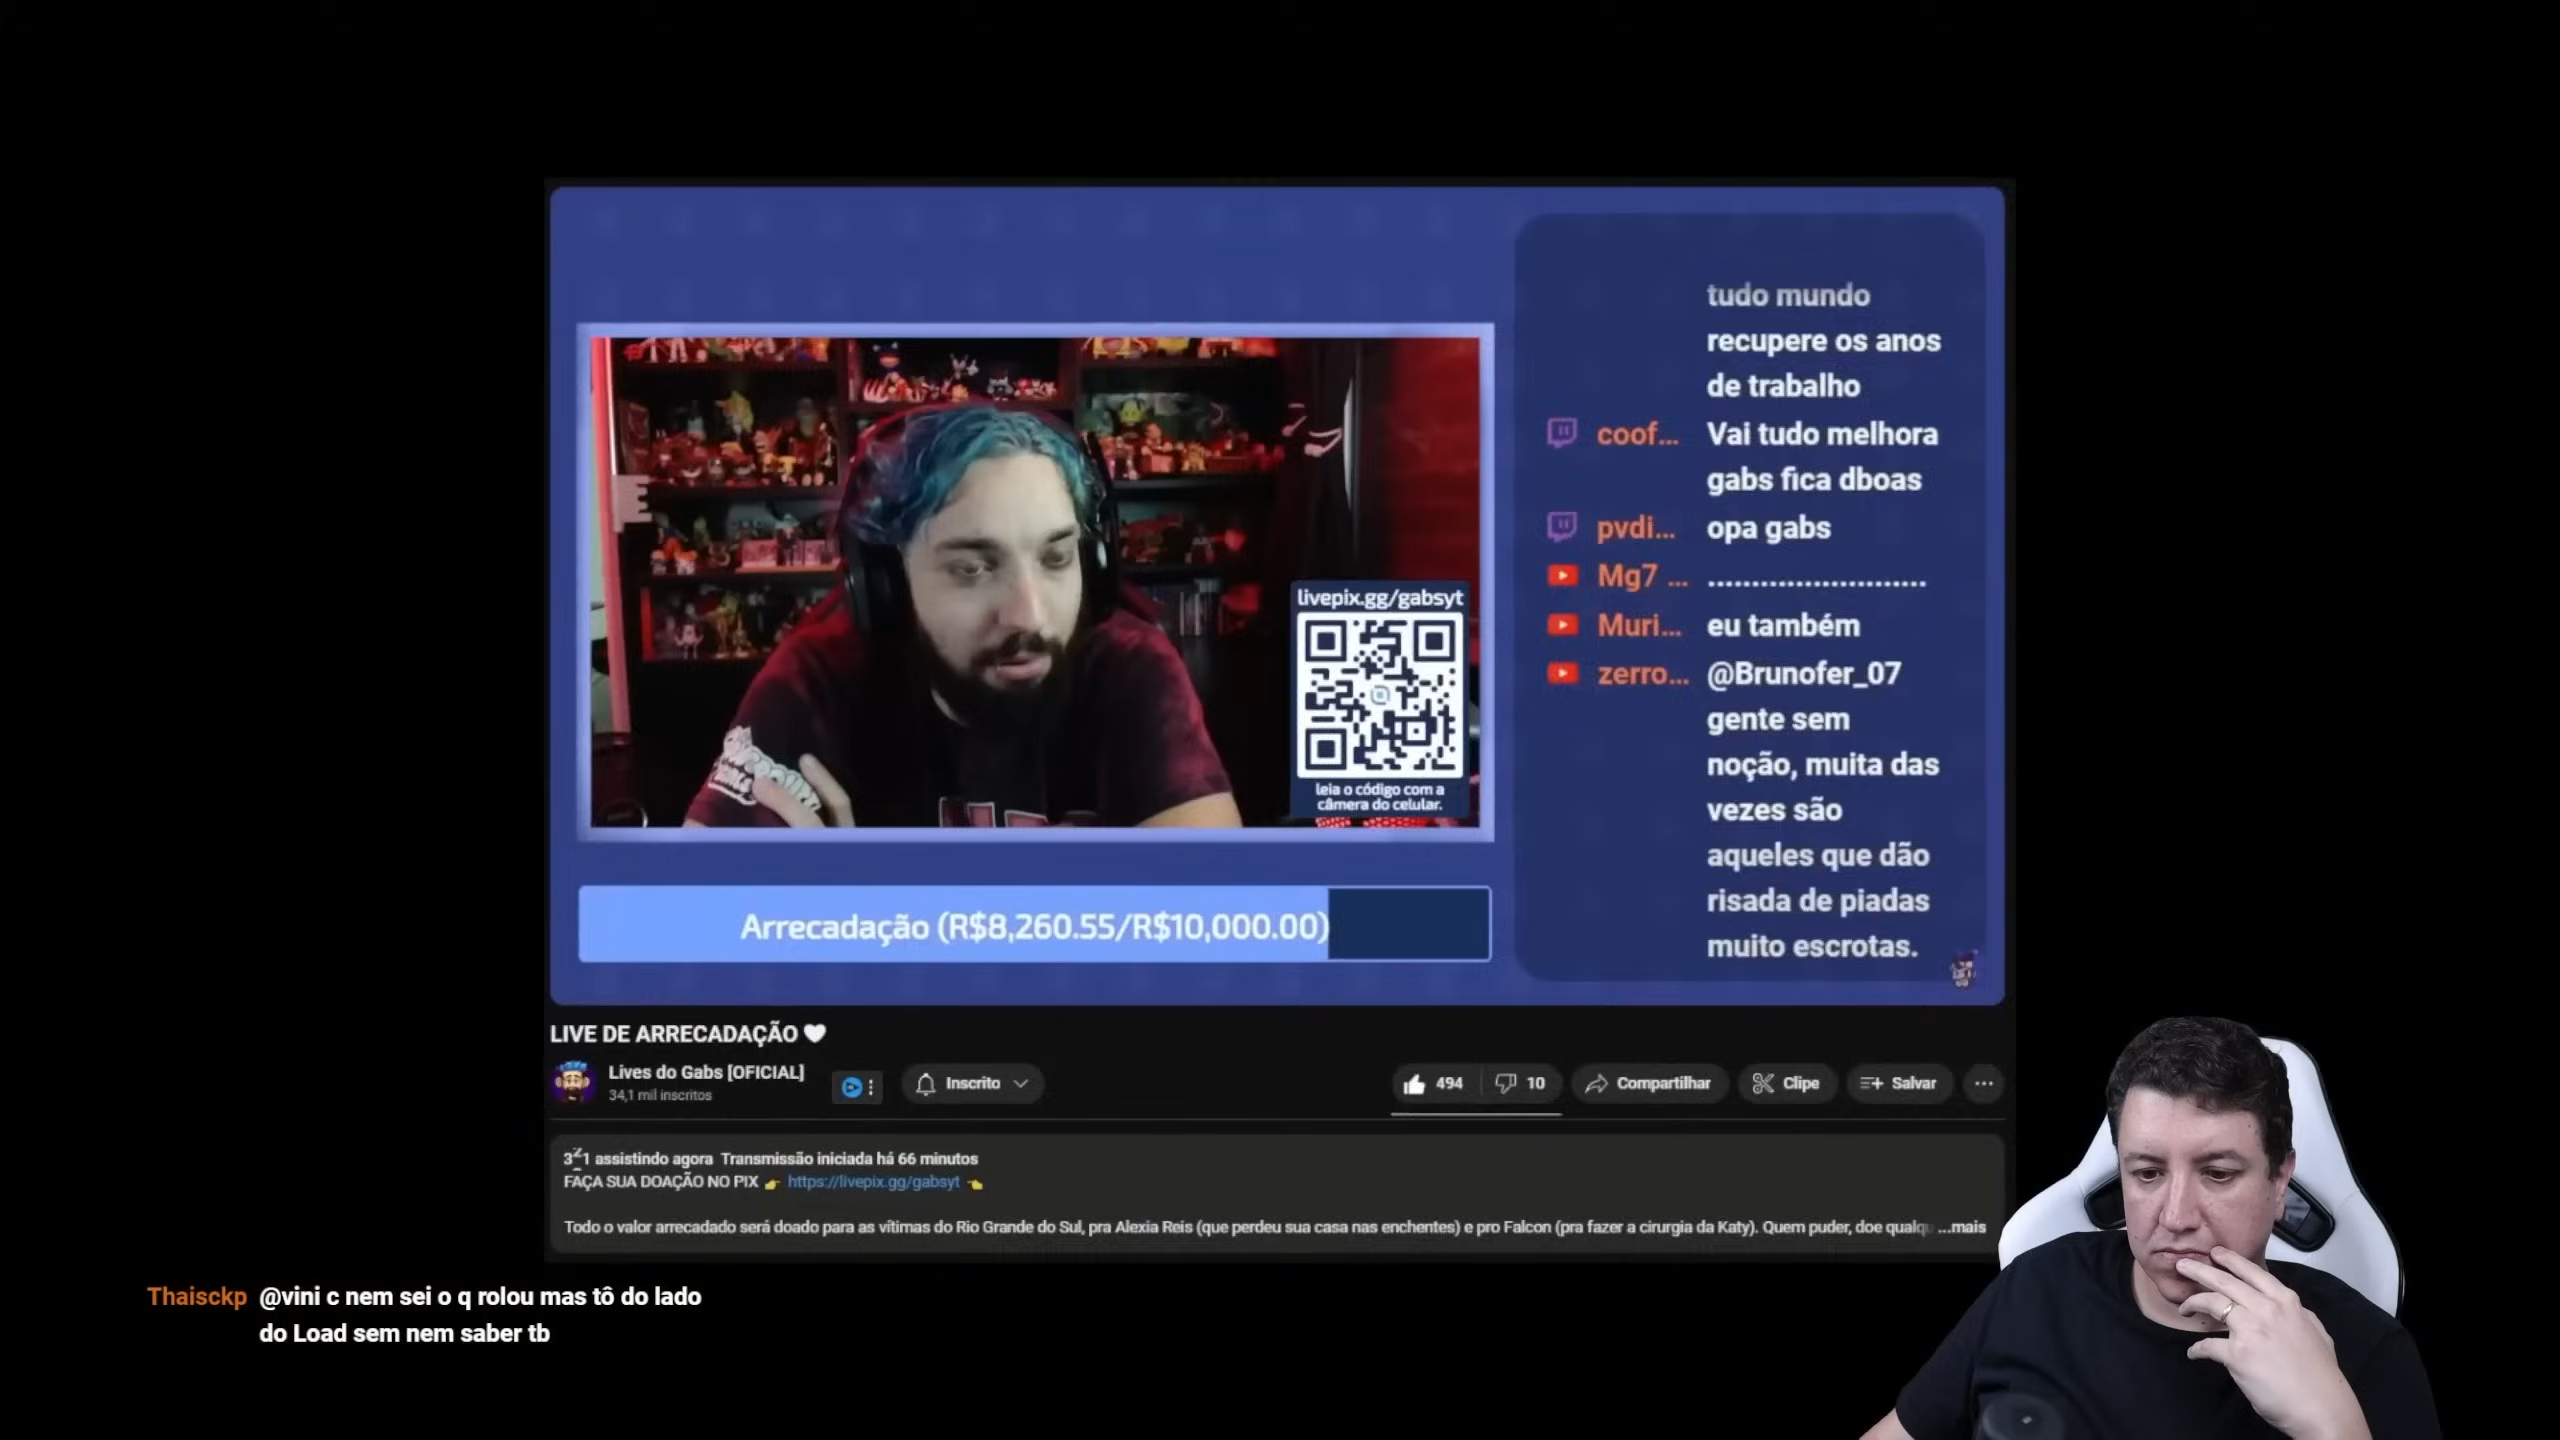 tudo mundo
recupere os anos
de trabalho
coof... Vai tudo melhora
gabs fica dboas
pvdi... opa gabs
Mg7 ... .........................
Muri... eu também
zerro... @Brunofer_07
gente sem
noção, muita das
vezes são
aqueles que dão
risada de piadas
muito escrotas.
livepix.gg/gabsyt
leia o código com a
câmera do celular.
Arrecadação (R$8,260.55/R$10,000.00)
LIVE DE ARRECADAÇÃO
Lives do Gabs [OFICIAL]
34,1 mil inscritos
Inscrito
494
10
Compartilhar
Clipe
Salvar
assistindo agora Transmissão iniciada há 66 minutos
FAÇA SUA DOAÇÃO NO PIX https://livepix.gg/gabsyt
Todo o valor arrecadado será doado para as vítimas do Rio Grande do Sul, pra Alexia Reis (que perdeu sua casa nas enchentes) e pro Falcon (pra fazer a cirurgia da Katy). Quem puder, doe qualqu ...mais
Thaisckp @vini c nem sei o q rolou mas tô do lado
do Load sem nem saber tb